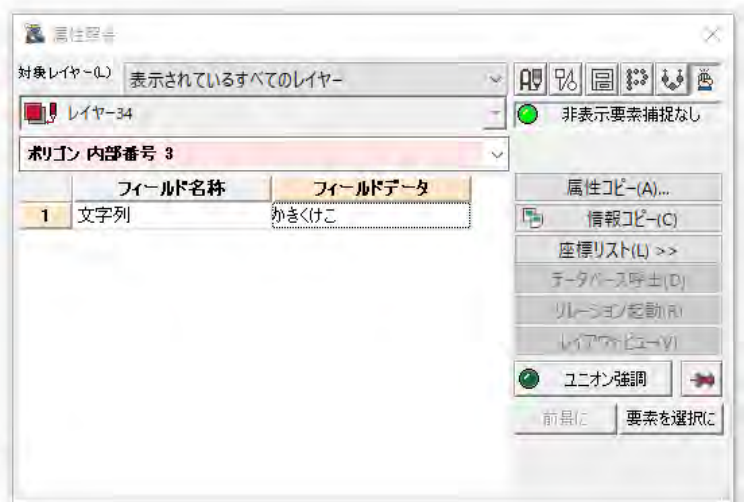 属性照会
対象レイヤー(L)
表示されているすべてのレイヤー
レイヤー34
非表示要素捕捉なし
ポリゴン 内部番号 3
フィールド名称 フィールドデータ
1 文字列 かきくけこ
属性コピー(A)...
情報コピー(C)
座標リスト(L) >>
データベース呼出(D)
リレーション起動(R)
レイアウトビュー(V)
ユニオン強調
前景に
要素を選択に